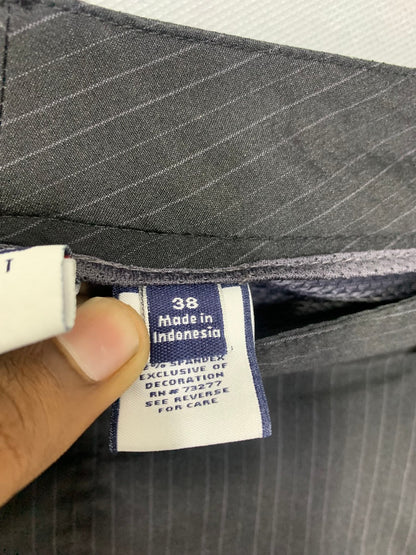 38
Made in
Indonesia
% SPANDEX
EXCLUSIVE OF
DECORATION
RN# 73277
SEE REVERSE
FOR CARE